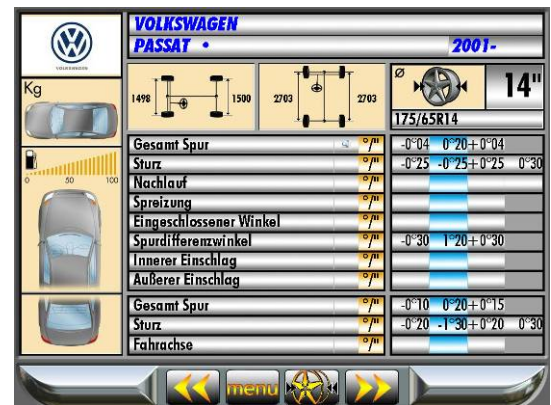 VOLKSWAGEN
PASSAT • 2001-
Kg
1498 1500 2703 2703 Ø 14"
175/65R14
Gesamt Spur °/" -0°04 0°20+0°04
Sturz °/" -0°25 -0°25+0°25 0°30
Nachlauf °/"
0 50 100
Spreizung °/"
Eingeschlossener Winkel °/"
Spurdifferenzwinkel °/" -0°30 1°20+0°30
Innerer Einschlag °/"
Außerer Einschlag °/"
Gesamt Spur °/" -0°10 0°20+0°15
Sturz °/" -0°20 -1°30+0°20 0°30
Fahrachse °/"
menu